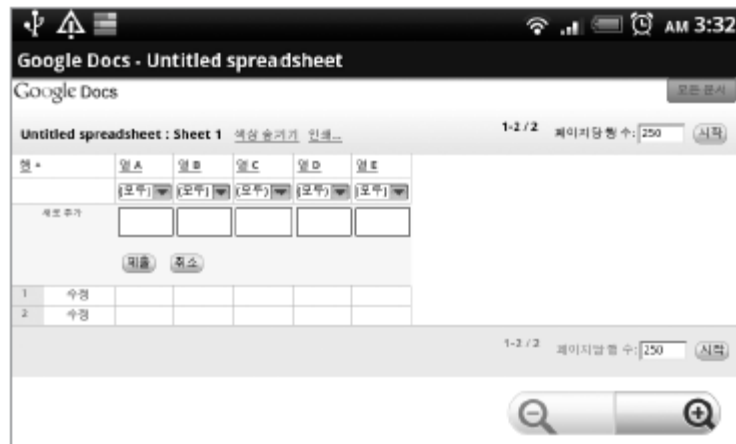 AM 3:32
Google Docs - Untitled spreadsheet
Google Docs
모든 문서
Untitled spreadsheet : Sheet 1 색상 숨기기 인쇄...
1-2 / 2 페이지당 행 수: 250 시작
행 열 A 열 B 열 C 열 D 열 E
(모두) (모두) (모두) (모두) (모두)
새로 추가
제출 취소
1 수정
2 수정
1-2 / 2 페이지당 행 수: 250 시작